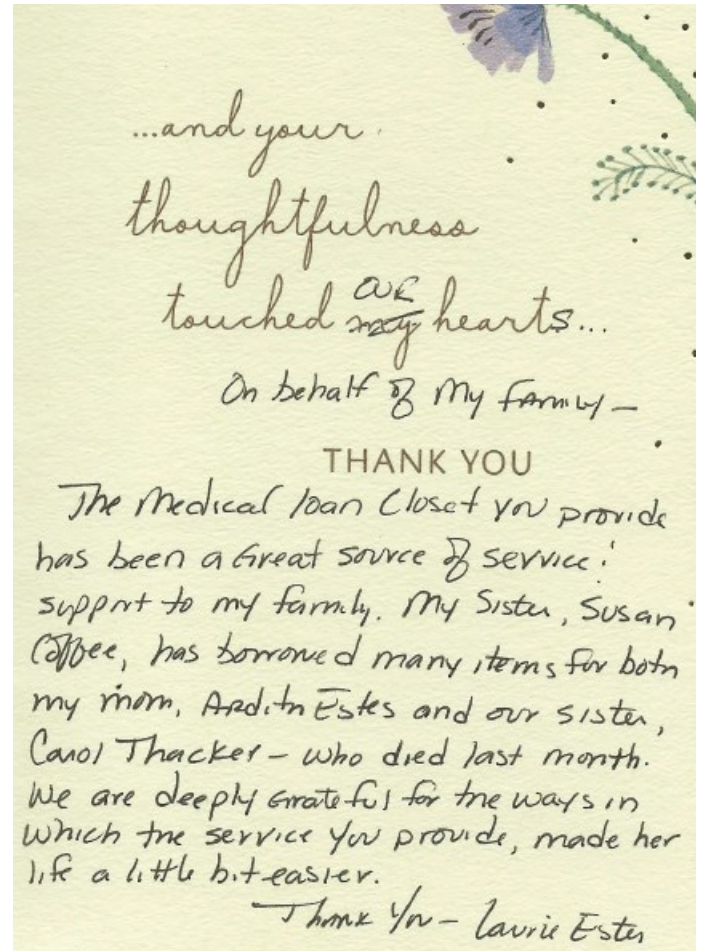 ...and your
thoughtfulness
our
touched my hearts...
On behalf of My family –
THANK YOU
The Medical loan Closet you provide
has been a Great source of service &
support to my family. My Sister, Susan
Coffee, has borrowed many items for both
my mom, Ardith Estes and our sister,
Carol Thacker – who died last month.
We are deeply Grateful for the ways in
which the service you provide, made her
life a little bit easier.
Thank You – Laurie Estes